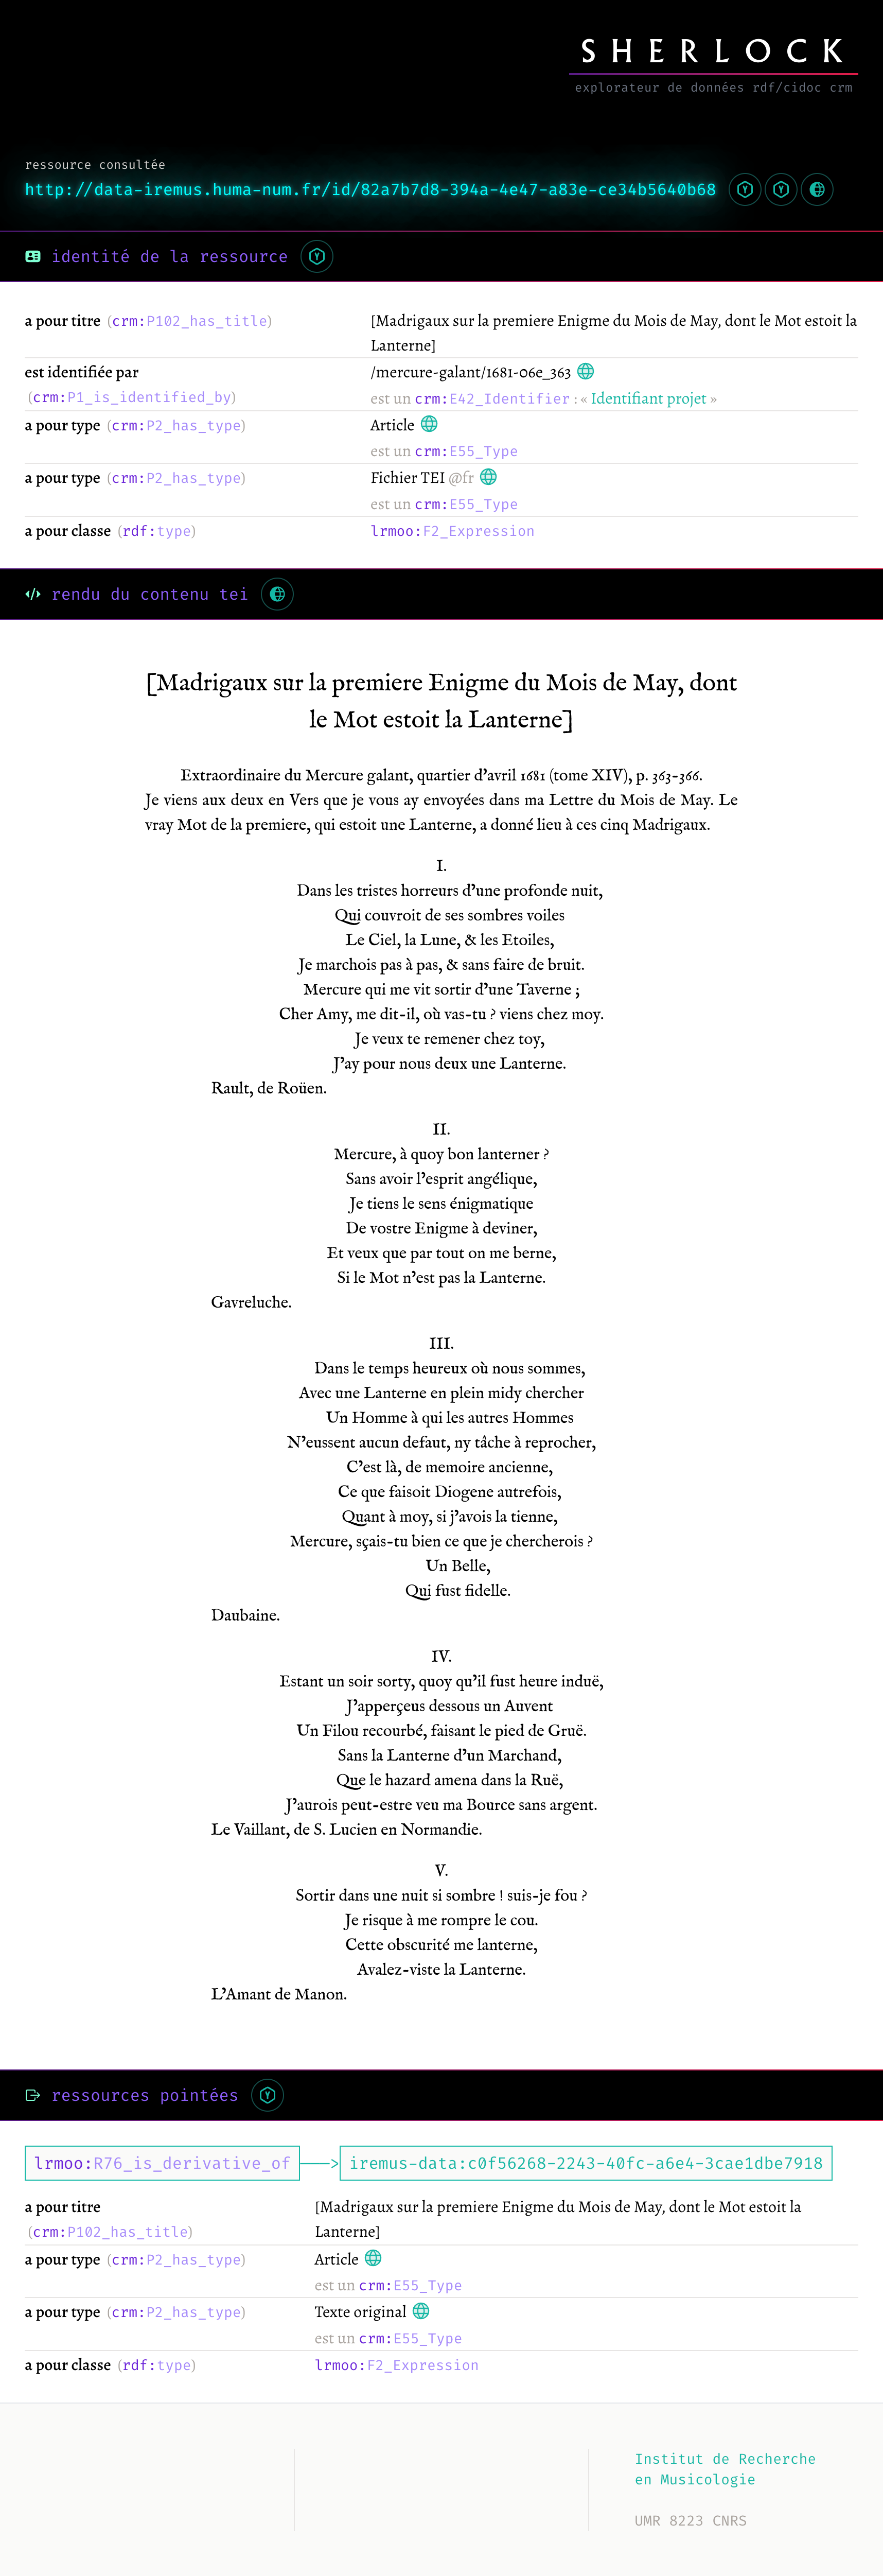 SHERLOCK
explorateur de données rdf/cidoc crm
ressource consultée
http://data-iremus.huma-num.fr/id/82a7b7d8-394a-4e47-a83e-ce34b5640b68
identité de la ressource
a pour titre (crm:P102_has_title)
[Madrigaux sur la premiere Enigme du Mois de May, dont le Mot estoit la
Lanterne]
est identifiée par
(crm:P1_is_identified_by)
/mercure-galant/1681-06e_363
est un crm:E42_Identifier : « Identifiant projet »
a pour type (crm:P2_has_type)
Article
est un crm:E55_Type
a pour type (crm:P2_has_type)
Fichier TEI @fr
est un crm:E55_Type
a pour classe (rdf:type)
lrmoo:F2_Expression
rendu du contenu tei
[Madrigaux sur la premiere Enigme du Mois de May, dont
le Mot estoit la Lanterne]
Extraordinaire du Mercure galant, quartier d'avril 1681 (tome XIV), p. 363-366.
Je viens aux deux en Vers que je vous ay envoyées dans ma Lettre du Mois de May. Le
vray Mot de la premiere, qui estoit une Lanterne, a donné lieu à ces cinq Madrigaux.
I.
Dans les tristes horreurs d'une profonde nuit,
Qui couvroit de ses sombres voiles
Le Ciel, la Lune, & les Etoiles,
Je marchois pas à pas, & sans faire de bruit.
Mercure qui me vit sortir d'une Taverne ;
Cher Amy, me dit-il, où vas-tu ? viens chez moy.
Je veux te remener chez toy,
J'ay pour nous deux une Lanterne.
Rault, de Roüen.
II.
Mercure, à quoy bon lanterner ?
Sans avoir l'esprit angélique,
Je tiens le sens énigmatique
De vostre Enigme à deviner,
Et veux que par tout on me berne,
Si le Mot n'est pas la Lanterne.
Gavreluche.
III.
Dans le temps heureux où nous sommes,
Avec une Lanterne en plein midy chercher
Un Homme à qui les autres Hommes
N'eussent aucun defaut, ny tâche à reprocher,
C'est là, de memoire ancienne,
Ce que faisoit Diogene autrefois,
Quant à moy, si j'avois la tienne,
Mercure, sçais-tu bien ce que je chercherois ?
Un Belle,
Qui fust fidelle.
Daubaine.
IV.
Estant un soir sorty, quoy qu'il fust heure induë,
J'apperçeus dessous un Auvent
Un Filou recourbé, faisant le pied de Gruë.
Sans la Lanterne d'un Marchand,
Que le hazard amena dans la Ruë,
J'aurois peut-estre veu ma Bource sans argent.
Le Vaillant, de S. Lucien en Normandie.
V.
Sortir dans une nuit si sombre ! suis-je fou ?
Je risque à me rompre le cou.
Cette obscurité me lanterne,
Avalez-viste la Lanterne.
L'Amant de Manon.
ressources pointées
lrmoo:R76_is_derivative_of
iremus-data:c0f56268-2243-40fc-a6e4-3cae1dbe7918
a pour titre
(crm:P102_has_title)
[Madrigaux sur la premiere Enigme du Mois de May, dont le Mot estoit la
Lanterne]
a pour type (crm:P2_has_type)
Article
est un crm:E55_Type
a pour type (crm:P2_has_type)
Texte original
est un crm:E55_Type
a pour classe (rdf:type)
lrmoo:F2_Expression
Institut de Recherche
en Musicologie
UMR 8223 CNRS